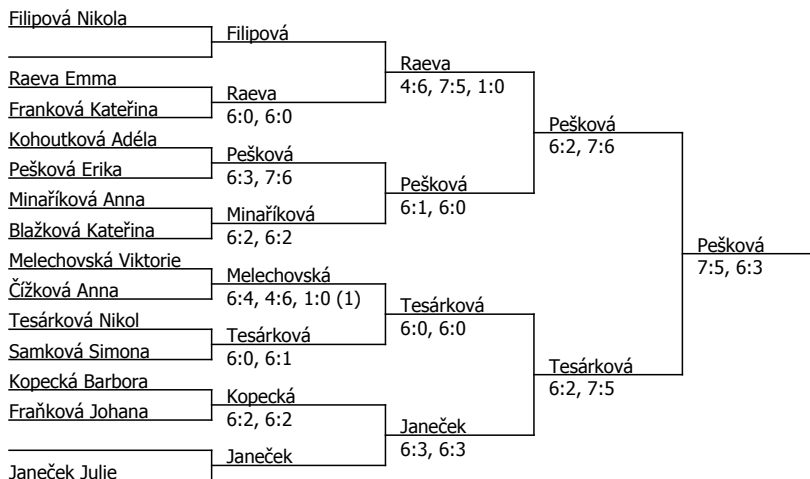 Filipová Nikola
Filipová
Raeva
4:6, 7:5, 1:0
Raeva Emma
Raeva
6:0, 6:0
Franková Kateřina
Pešková
6:2, 7:6
Kohoutková Adéla
Pešková
6:3, 7:6
Pešková Erika
Pešková
6:1, 6:0
Minaříková Anna
Minaříková
6:2, 6:2
Blažková Kateřina
Pešková
7:5, 6:3
Melechovská Viktorie
Melechovská
6:4, 4:6, 1:0 (1)
Čížková Anna
Tesárková
6:0, 6:0
Tesárková Nikol
Tesárková
6:0, 6:1
Samková Simona
Tesárková
6:2, 7:5
Kopecká Barbora
Kopecká
6:2, 6:2
Fraňková Johana
Janeček
6:3, 6:3
Janeček
Janeček Julie